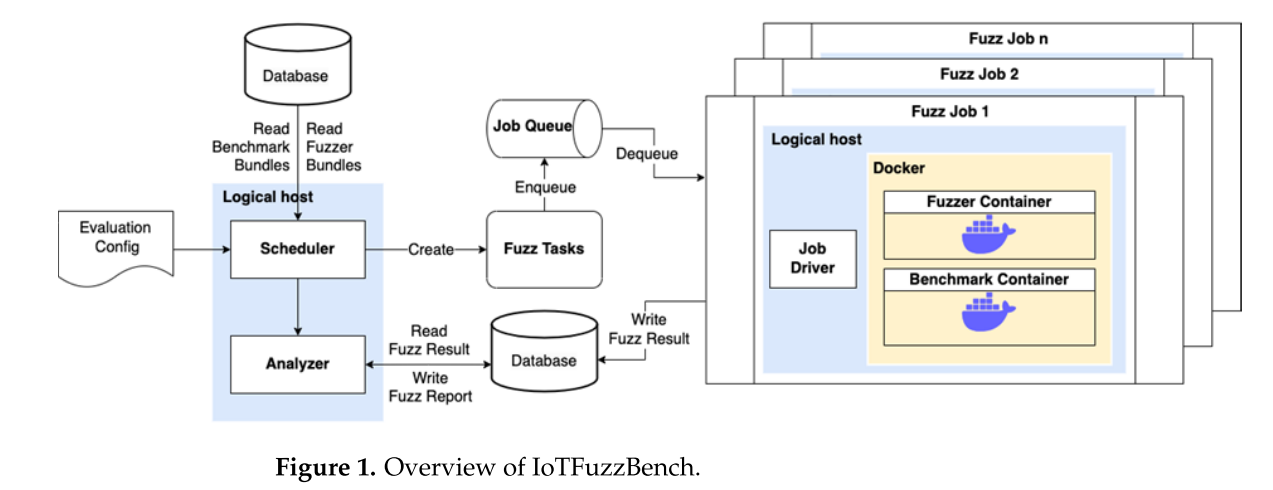 Database
Read
Benchmark
Bundles
Read
Fuzzer
Bundles
Logical host
Evaluation
Config
Scheduler
Create
Fuzz Tasks
Enqueue
Job Queue
Dequeue
Analyzer
Read
Fuzz Result
Write
Fuzz Report
Database
Write
Fuzz Result
Fuzz Job n
Fuzz Job 2
Fuzz Job 1
Logical host
Docker
Job
Driver
Fuzzer Container
Benchmark Container
Figure 1. Overview of IoTFuzzBench.